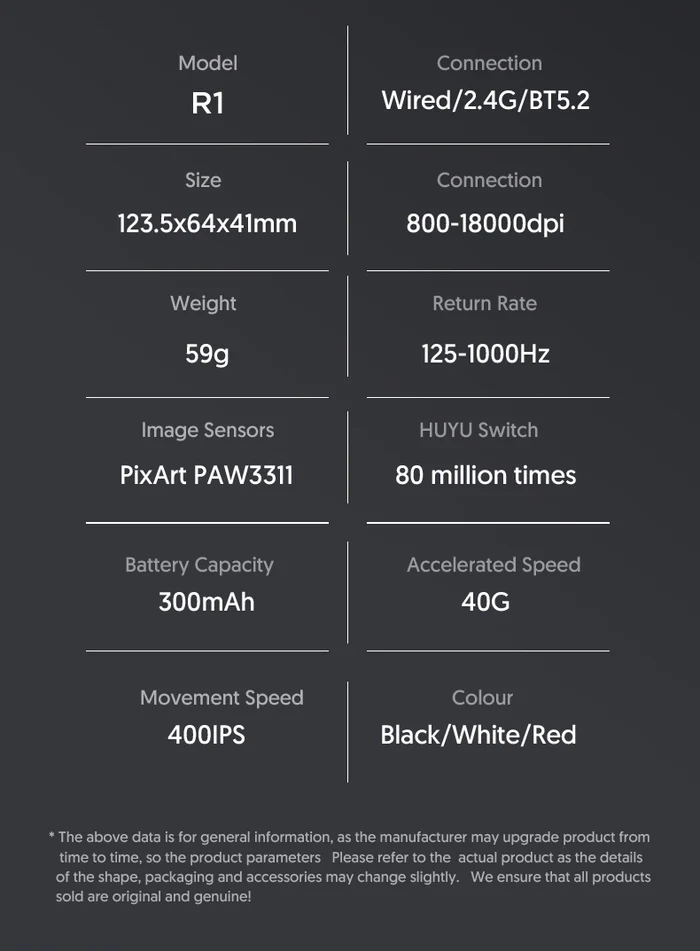 Model
R1
Connection
Wired/2.4G/BT5.2
Size
123.5x64x41mm
Connection
800-18000dpi
Weight
59g
Return Rate
125-1000Hz
Image Sensors
PixArt PAW3311
HUYU Switch
80 million times
Battery Capacity
300mAh
Accelerated Speed
40G
Movement Speed
400IPS
Colour
Black/White/Red
* The above data is for general information, as the manufacturer may upgrade product from
time to time, so the product parameters Please refer to the actual product as the details
of the shape, packaging and accessories may change slightly. We ensure that all products
sold are original and genuine!